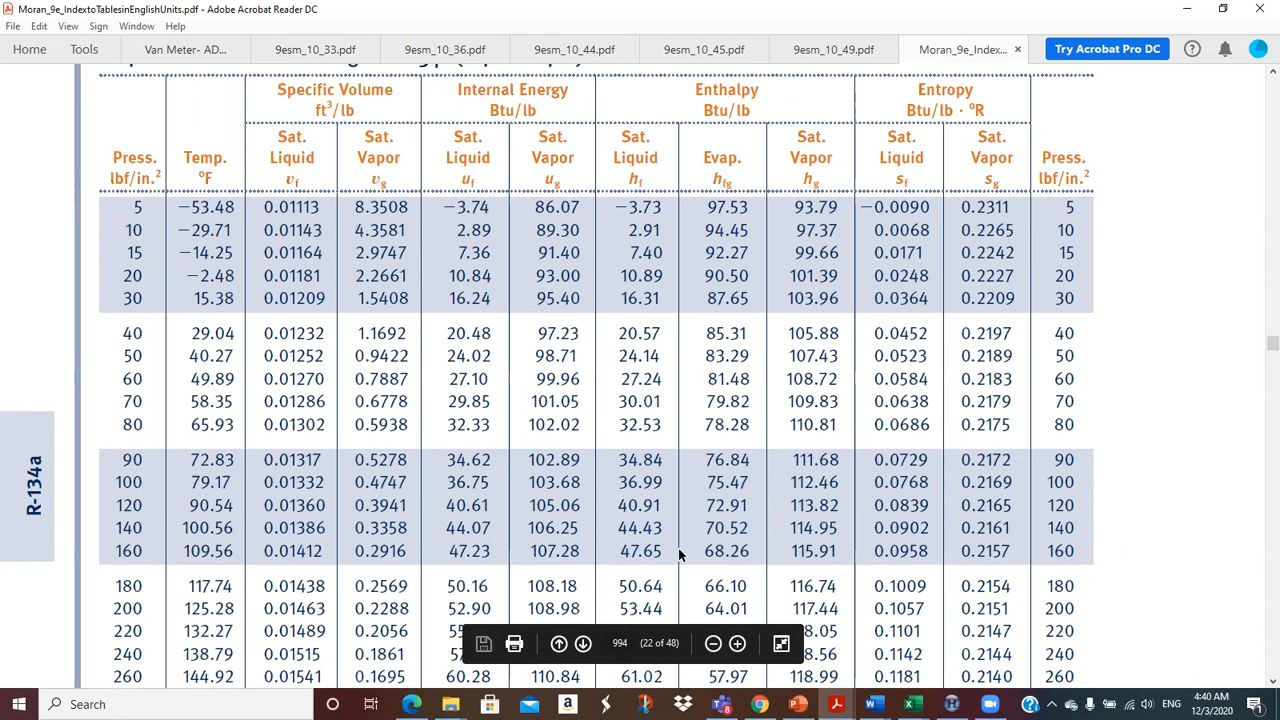 Moran_9e_IndextoTablesinEnglishUnits.pdf - Adobe Acrobat Reader DC
File Edit View Sign Window Help
Home Tools Van Meter- AD... 9esm_10_33.pdf 9esm_10_36.pdf 9esm_10_44.pdf 9esm_10_45.pdf 9esm_10_49.pdf Moran_9e_Index... × Try Acrobat Pro DC
Specific Volume Internal Energy Enthalpy Entropy
ft³/lb Btu/lb Btu/lb Btu/lb · °R
Sat. Sat. Sat. Sat. Sat. Sat. Sat. Sat.
Press. Temp. Liquid Vapor Liquid Vapor Liquid Evap. Vapor Liquid Vapor Press.
lbf/in.² °F vf vg uf ug hf hfg hg sf sg lbf/in.²
5 −53.48 0.01113 8.3508 −3.74 86.07 −3.73 97.53 93.79 −0.0090 0.2311 5
10 −29.71 0.01143 4.3581 2.89 89.30 2.91 94.45 97.37 0.0068 0.2265 10
15 −14.25 0.01164 2.9747 7.36 91.40 7.40 92.27 99.66 0.0171 0.2242 15
20 −2.48 0.01181 2.2661 10.84 93.00 10.89 90.50 101.39 0.0248 0.2227 20
30 15.38 0.01209 1.5408 16.24 95.40 16.31 87.65 103.96 0.0364 0.2209 30
40 29.04 0.01232 1.1692 20.48 97.23 20.57 85.31 105.88 0.0452 0.2197 40
50 40.27 0.01252 0.9422 24.02 98.71 24.14 83.29 107.43 0.0523 0.2189 50
60 49.89 0.01270 0.7887 27.10 99.96 27.24 81.48 108.72 0.0584 0.2183 60
70 58.35 0.01286 0.6778 29.85 101.05 30.01 79.82 109.83 0.0638 0.2179 70
80 65.93 0.01302 0.5938 32.33 102.02 32.53 78.28 110.81 0.0686 0.2175 80
90 72.83 0.01317 0.5278 34.62 102.89 34.84 76.84 111.68 0.0729 0.2172 90
100 79.17 0.01332 0.4747 36.75 103.68 36.99 75.47 112.46 0.0768 0.2169 100
120 90.54 0.01360 0.3941 40.61 105.06 40.91 72.91 113.82 0.0839 0.2165 120
140 100.56 0.01386 0.3358 44.07 106.25 44.43 70.52 114.95 0.0902 0.2161 140
160 109.56 0.01412 0.2916 47.23 107.28 47.65 68.26 115.91 0.0958 0.2157 160
R-134a
180 117.74 0.01438 0.2569 50.16 108.18 50.64 66.10 116.74 0.1009 0.2154 180
200 125.28 0.01463 0.2288 52.90 108.98 53.44 64.01 117.44 0.1057 0.2151 200
220 132.27 0.01489 0.2056 8.05 0.1101 0.2147 220
994 (22 of 48)
240 138.79 0.01515 0.1861 8.56 0.1142 0.2144 240
260 144.92 0.01541 0.1695 60.28 110.84 61.02 57.97 118.99 0.1181 0.2140 260
Search
ENG
4:40 AM
12/3/2020